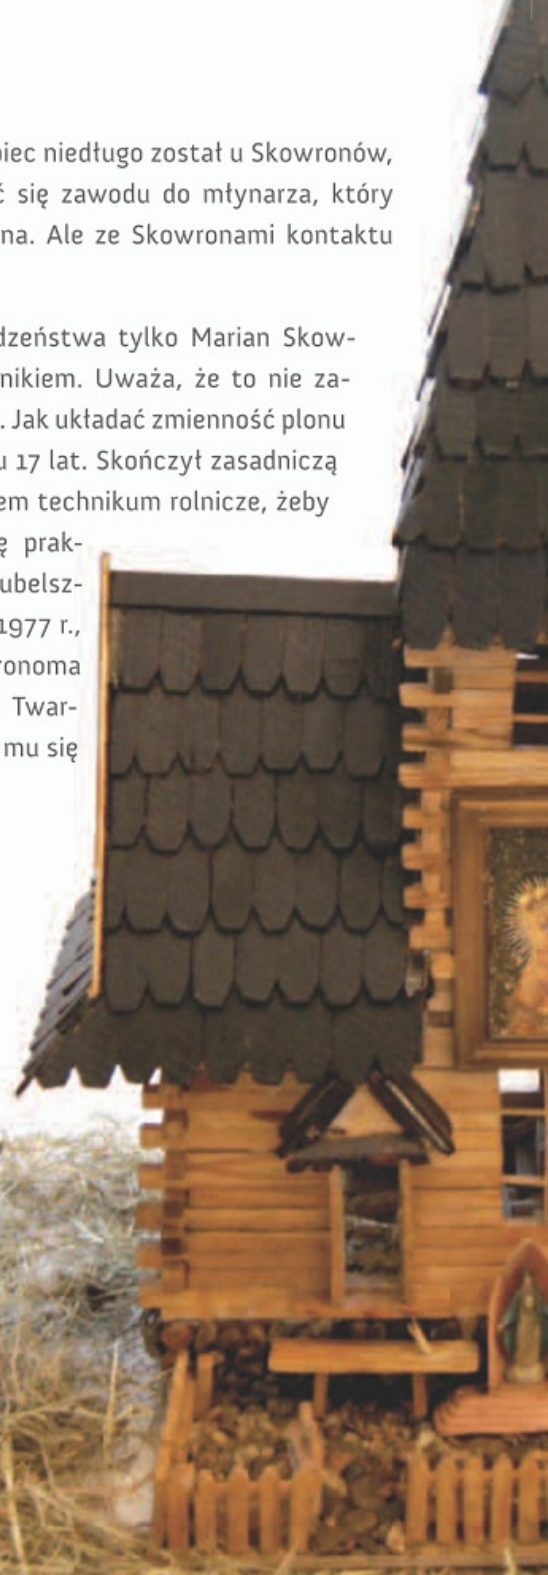 piec niedługo został u Skowronów,
ć się zawodu do młynarza, który
na. Ale ze Skowronami kontaktu
dzeństwa tylko Marian Skow-
nikiem. Uważa, że to nie za-
. Jak układać zmienność plonu
u 17 lat. Skończył zasadniczą
em technikum rolnicze, żeby
ę prak-
ubelsz-
1977 r.,
ronoma
Twar-
mu się